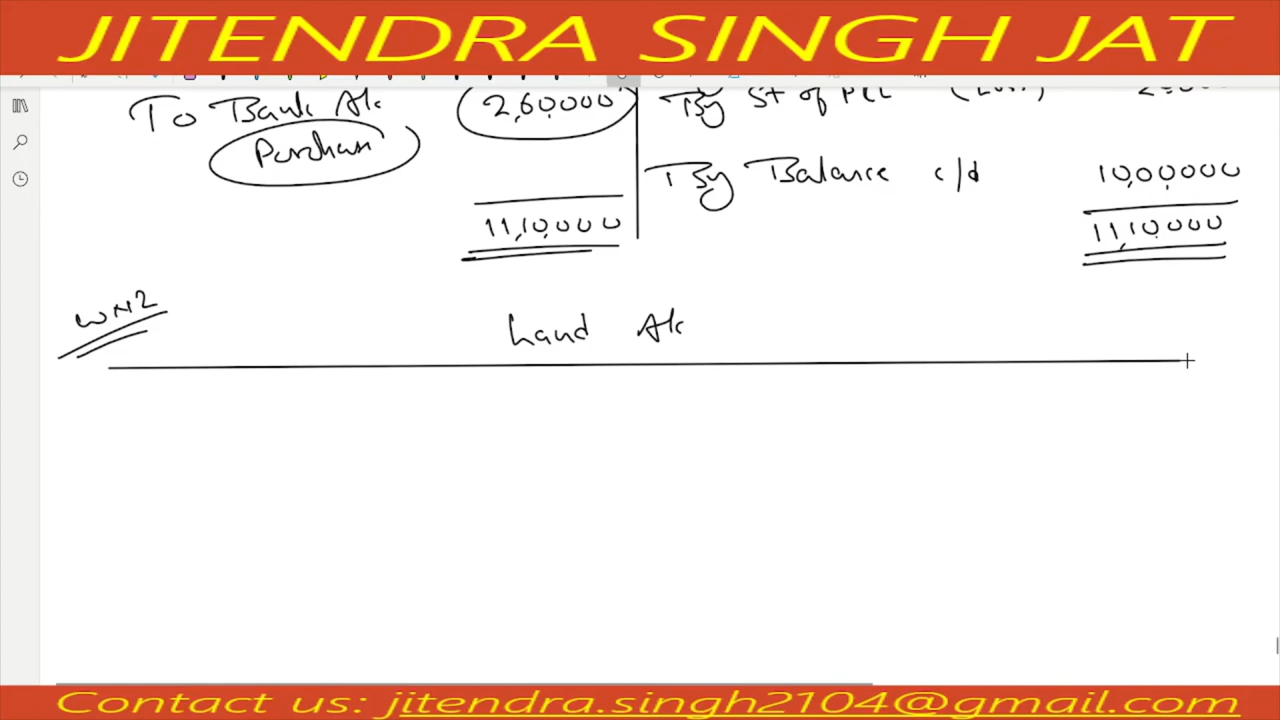 JITENDRA SINGH JAT
To Bank A/c 2,60,000 By St of P&L (Loss)
Purchase
By Balance c/d 10,00,000
11,10,000 11,10,000
WN2
Land A/c
Contact us: jitendra.singh2104@gmail.com